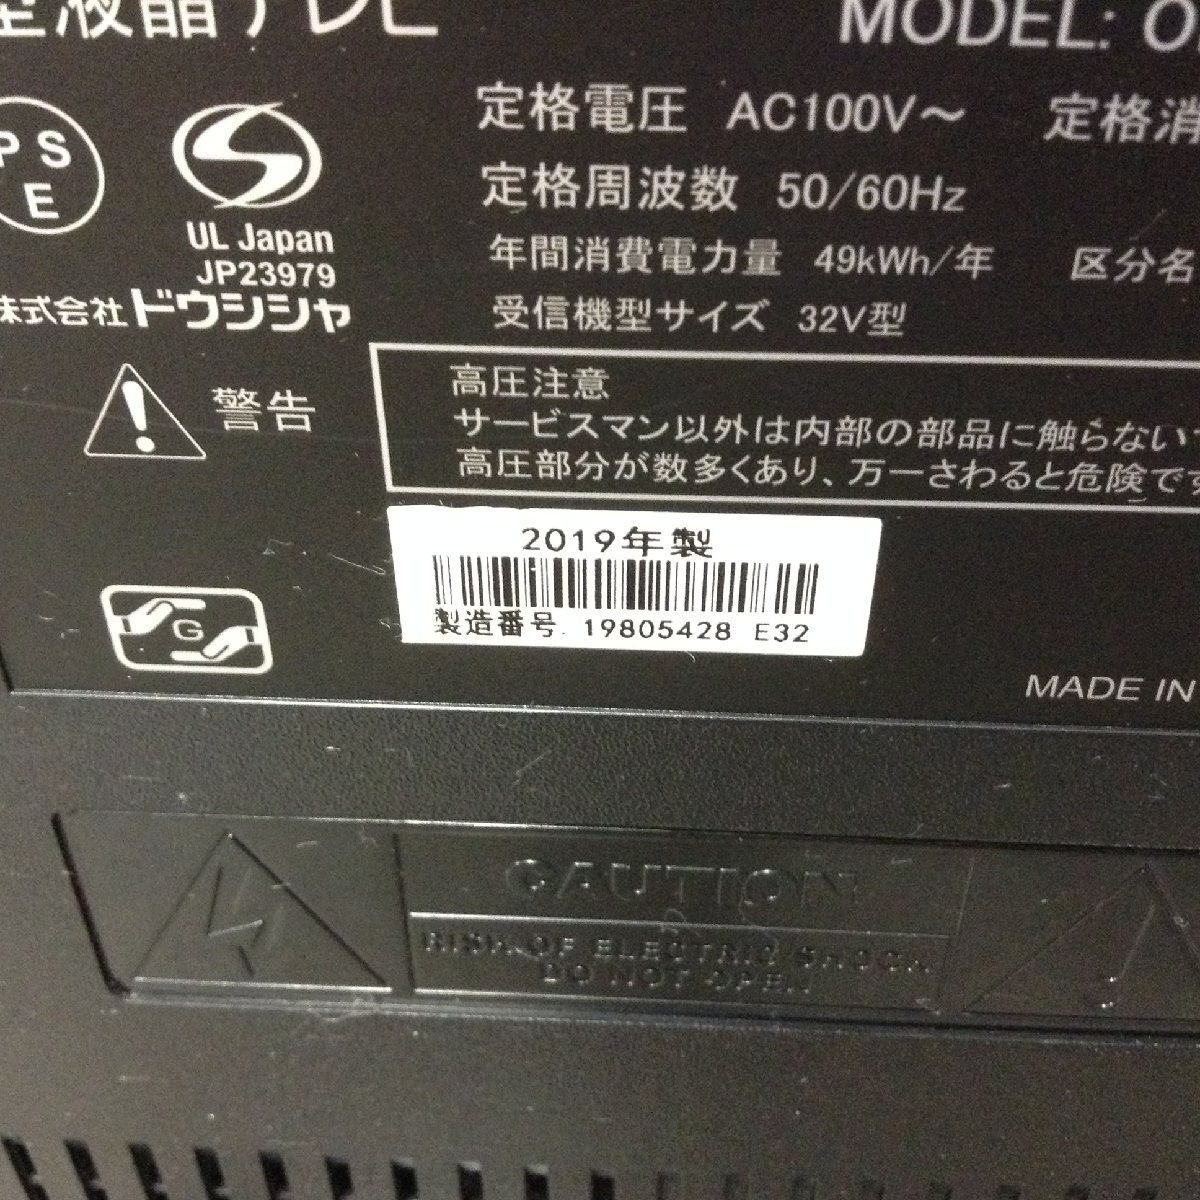 型液晶テレビ MODEL:
定格電圧 AC100V～ 定格消
PSE
定格周波数 50/60Hz
UL Japan
JP23979
年間消費電力量 49kWh/年 区分名
株式会社ドウシシャ
受信機型サイズ 32V型
警告
高圧注意
サービスマン以外は内部の部品に触らない
高圧部分が数多くあり、万一さわると危険です
2019年製
製造番号 19805428 E32
G
MADE IN
CAUTION
RISK OF ELECTRIC SHOCK
DO NOT OPEN